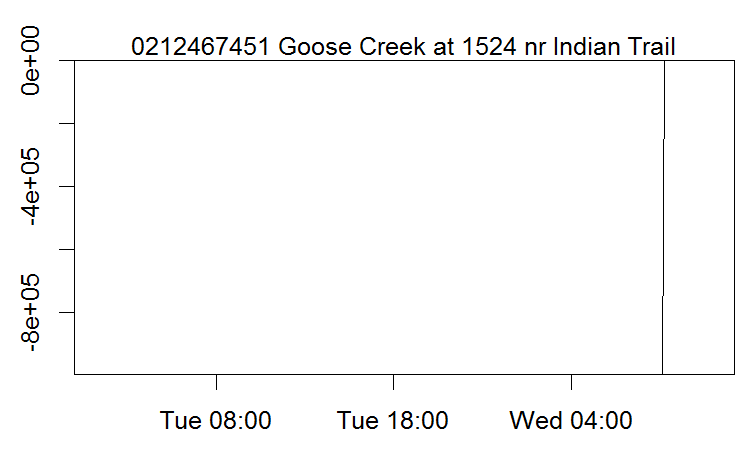 0212467451 Goose Creek at 1524 nr Indian Trail
0e+00
-4e+05
-8e+05
Tue 08:00 Tue 18:00 Wed 04:00